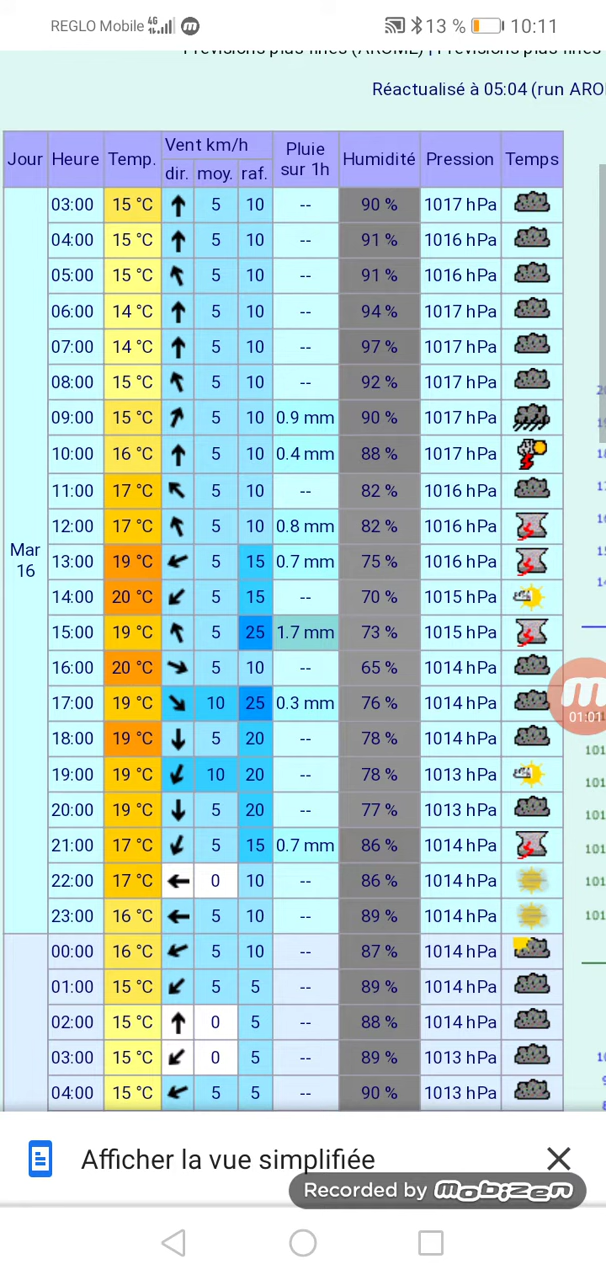 REGLO Mobile 4G 13 % 10:11
Prévisions plus fines (AROME) | Prévisions plus fines
Réactualisé à 05:04 (run ARO
Jour Heure Temp. Vent km/h Pluie sur 1h Humidité Pression Temps
dir. moy. raf.
03:00 15 °C 5 10 -- 90 % 1017 hPa
04:00 15 °C 5 10 -- 91 % 1016 hPa
05:00 15 °C 5 10 -- 91 % 1016 hPa
06:00 14 °C 5 10 -- 94 % 1017 hPa
07:00 14 °C 5 10 -- 97 % 1017 hPa
08:00 15 °C 5 10 -- 92 % 1017 hPa
09:00 15 °C 5 10 0.9 mm 90 % 1017 hPa
10:00 16 °C 5 10 0.4 mm 88 % 1017 hPa
11:00 17 °C 5 10 -- 82 % 1016 hPa
12:00 17 °C 5 10 0.8 mm 82 % 1016 hPa
Mar
16
13:00 19 °C 5 15 0.7 mm 75 % 1016 hPa
14:00 20 °C 5 15 -- 70 % 1015 hPa
15:00 19 °C 5 25 1.7 mm 73 % 1015 hPa
16:00 20 °C 5 10 -- 65 % 1014 hPa
17:00 19 °C 10 25 0.3 mm 76 % 1014 hPa
18:00 19 °C 5 20 -- 78 % 1014 hPa
19:00 19 °C 10 20 -- 78 % 1013 hPa
20:00 19 °C 5 20 -- 77 % 1013 hPa
21:00 17 °C 5 15 0.7 mm 86 % 1014 hPa
22:00 17 °C 0 10 -- 86 % 1014 hPa
23:00 16 °C 5 10 -- 89 % 1014 hPa
00:00 16 °C 5 10 -- 87 % 1014 hPa
01:00 15 °C 5 5 -- 89 % 1014 hPa
02:00 15 °C 0 5 -- 88 % 1014 hPa
03:00 15 °C 0 5 -- 89 % 1013 hPa
04:00 15 °C 5 5 -- 90 % 1013 hPa
01:01
Afficher la vue simplifiée
Recorded by mobizen